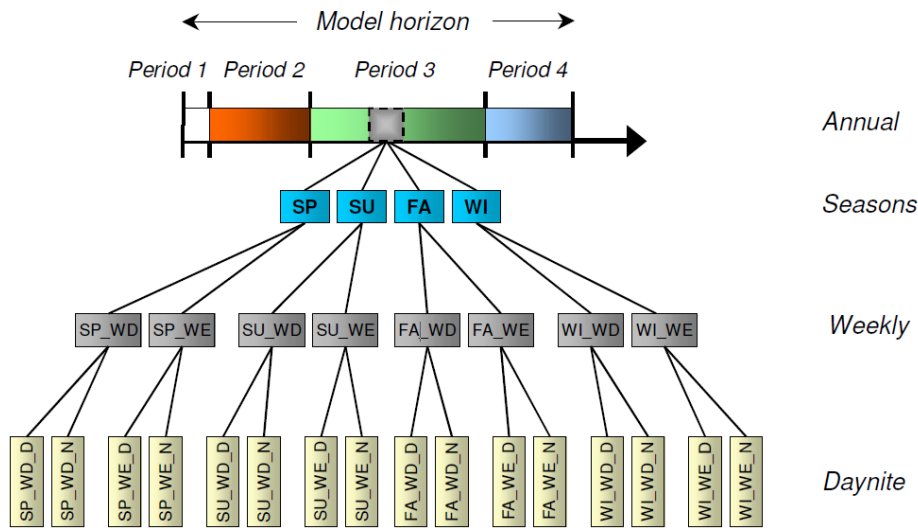 Model horizon
Period 1 Period 2 Period 3 Period 4
Annual
SP SU FA WI
Seasons
SP_WD SP_WE SU_WD SU_WE FA_WD FA_WE WI_WD WI_WE
Weekly
SP_WD_D SP_WD_N SP_WE_D SP_WE_N SU_WD_D SU_WD_N SU_WE_D SU_WE_N FA_WD_D FA_WD_N FA_WE_D FA_WE_N WI_WD_D WI_WD_N WI_WE_D WI_WE_N
Daynite